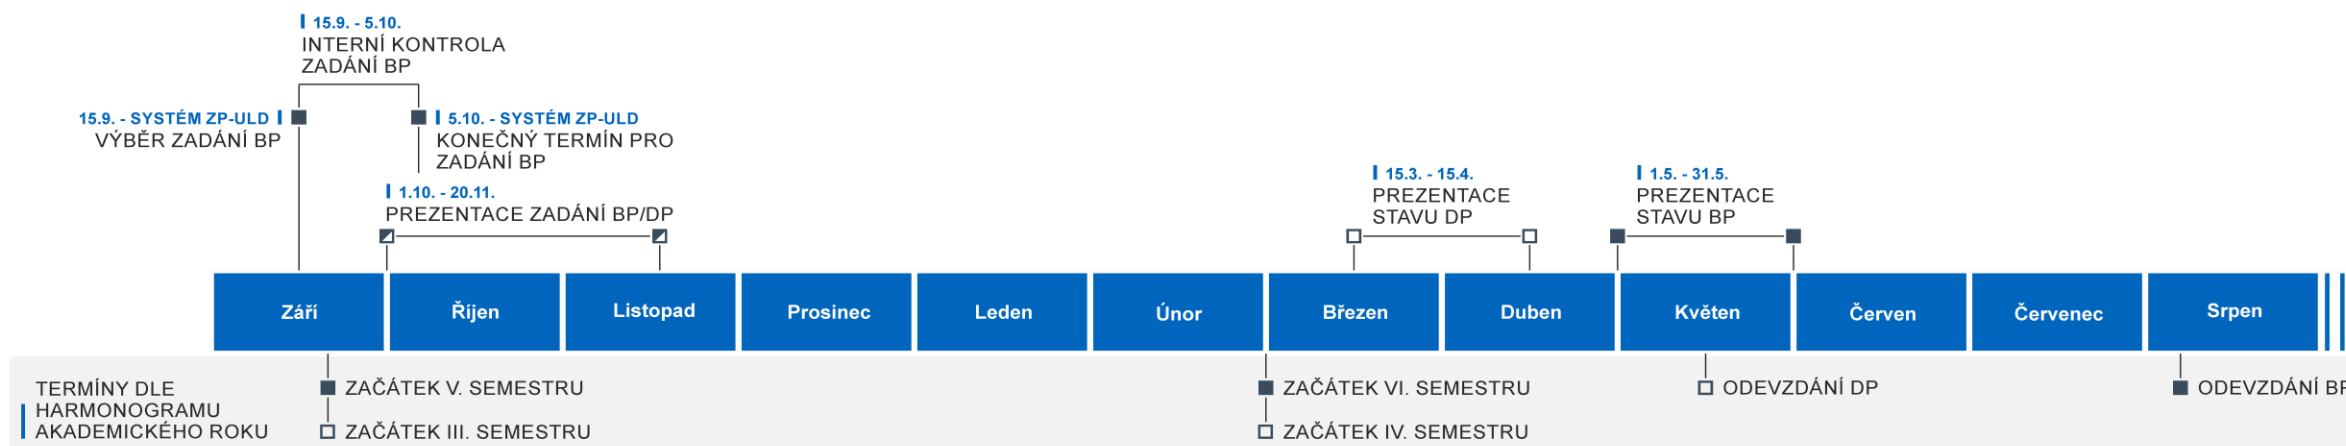 15.9. - 5.10.
INTERNÍ KONTROLA
ZADÁNÍ BP
15.9. - SYSTÉM ZP-ULD
VÝBĚR ZADÁNÍ BP
5.10. - SYSTÉM ZP-ULD
KONEČNÝ TERMÍN PRO
ZADÁNÍ BP
1.10. - 20.11.
PREZENTACE ZADÁNÍ BP/DP
15.3. - 15.4.
PREZENTACE
STAVU DP
1.5. - 31.5.
PREZENTACE
STAVU BP
Září
Říjen
Listopad
Prosinec
Leden
Únor
Březen
Duben
Květen
Červen
Červenec
Srpen
TERMÍNY DLE
HARMONOGRAMU
AKADEMICKÉHO ROKU
ZAČÁTEK V. SEMESTRU
ZAČÁTEK III. SEMESTRU
ZAČÁTEK VI. SEMESTRU
ZAČÁTEK IV. SEMESTRU
ODEVZDÁNÍ DP
ODEVZDÁNÍ BP